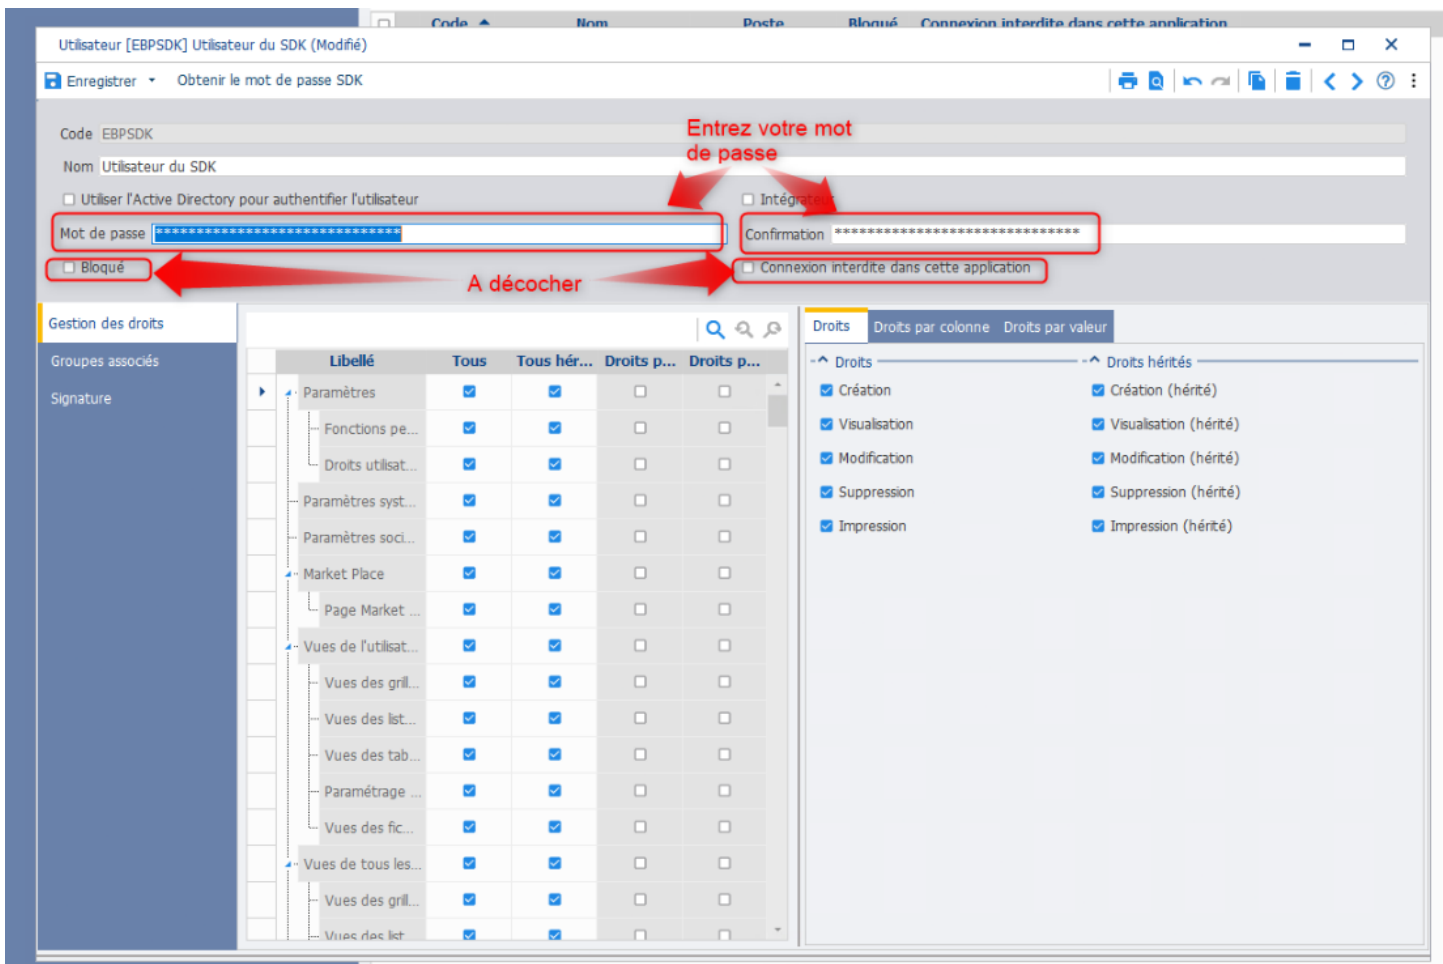 Code Nom Poste Bloqué Connexion interdite dans cette application
Utilisateur [EBPSDK] Utilisateur du SDK (Modifié)
Enregistrer Obtenir le mot de passe SDK
Code EBPSDK
Entrez votre mot
de passe
Nom Utilisateur du SDK
Utiliser l'Active Directory pour authentifier l'utilisateur
Intégrateur
Mot de passe ******************************
Confirmation ******************************
Bloqué
A décocher
Connexion interdite dans cette application
Gestion des droits
Groupes associés
Signature
Libellé Tous Tous hér... Droits p... Droits p...
Paramètres
Fonctions pe...
Droits utilisat...
Paramètres syst...
Paramètres soci...
Market Place
Page Market ...
Vues de l'utilisat...
Vues des grill...
Vues des list...
Vues des tab...
Paramétrage ...
Vues des fic...
Vues de tous les...
Vues des grill...
Vues des list
Droits Droits par colonne Droits par valeur
Droits Droits hérités
Création Création (hérité)
Visualisation Visualisation (hérité)
Modification Modification (hérité)
Suppression Suppression (hérité)
Impression Impression (hérité)